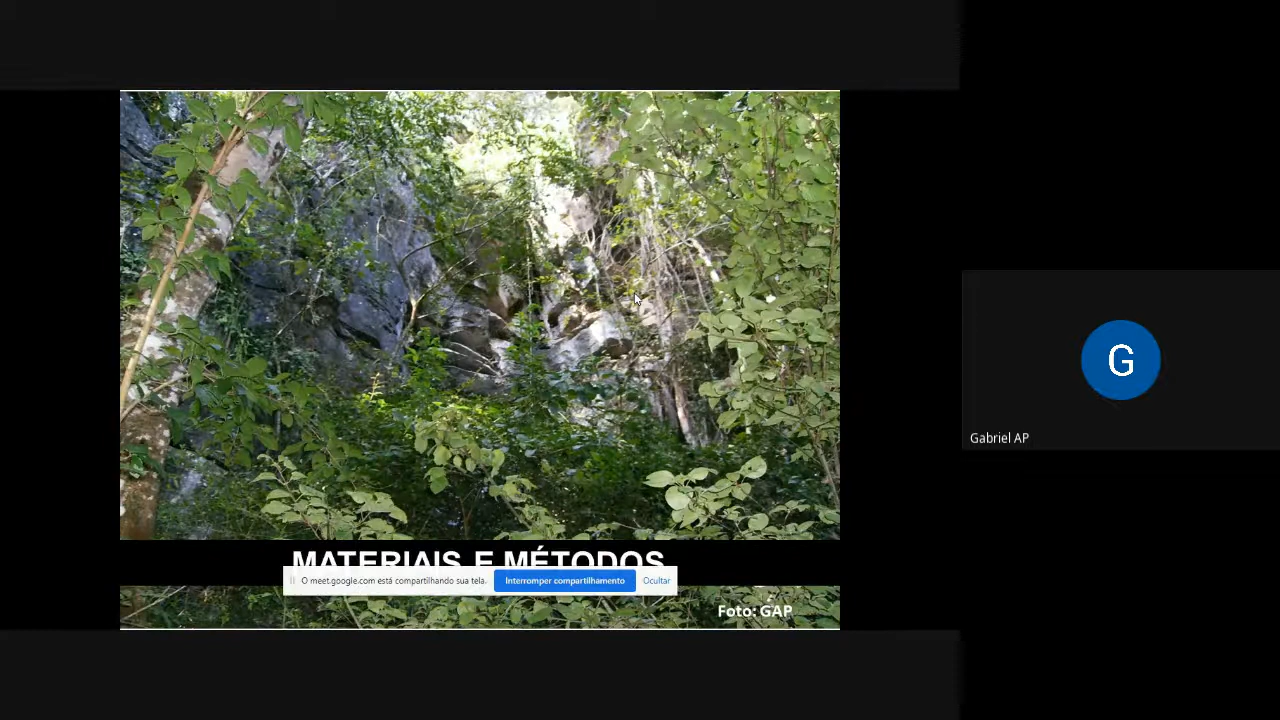 MATERIAIS E MÉTODOS
O meet.google.com está compartilhando sua tela.
Interromper compartilhamento
Ocultar
Foto: GAP
G
Gabriel AP